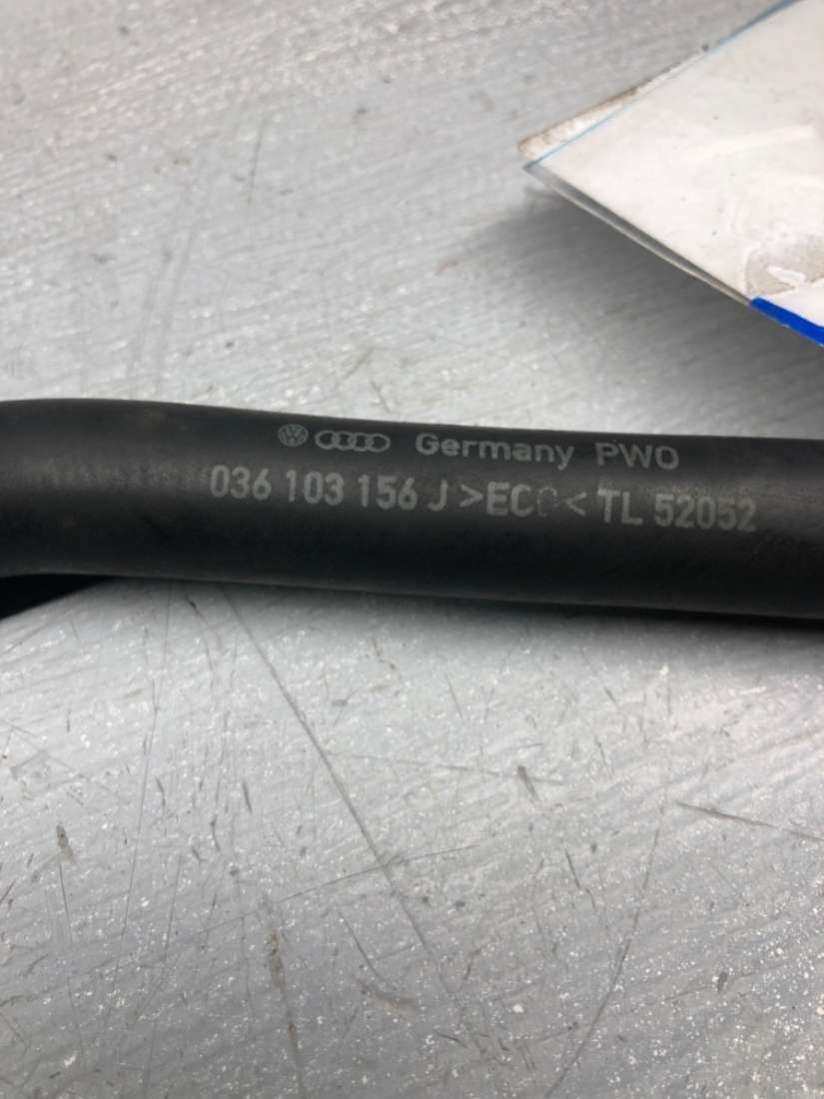 Germany PWO
036 103 156 J >ECO< TL 52052